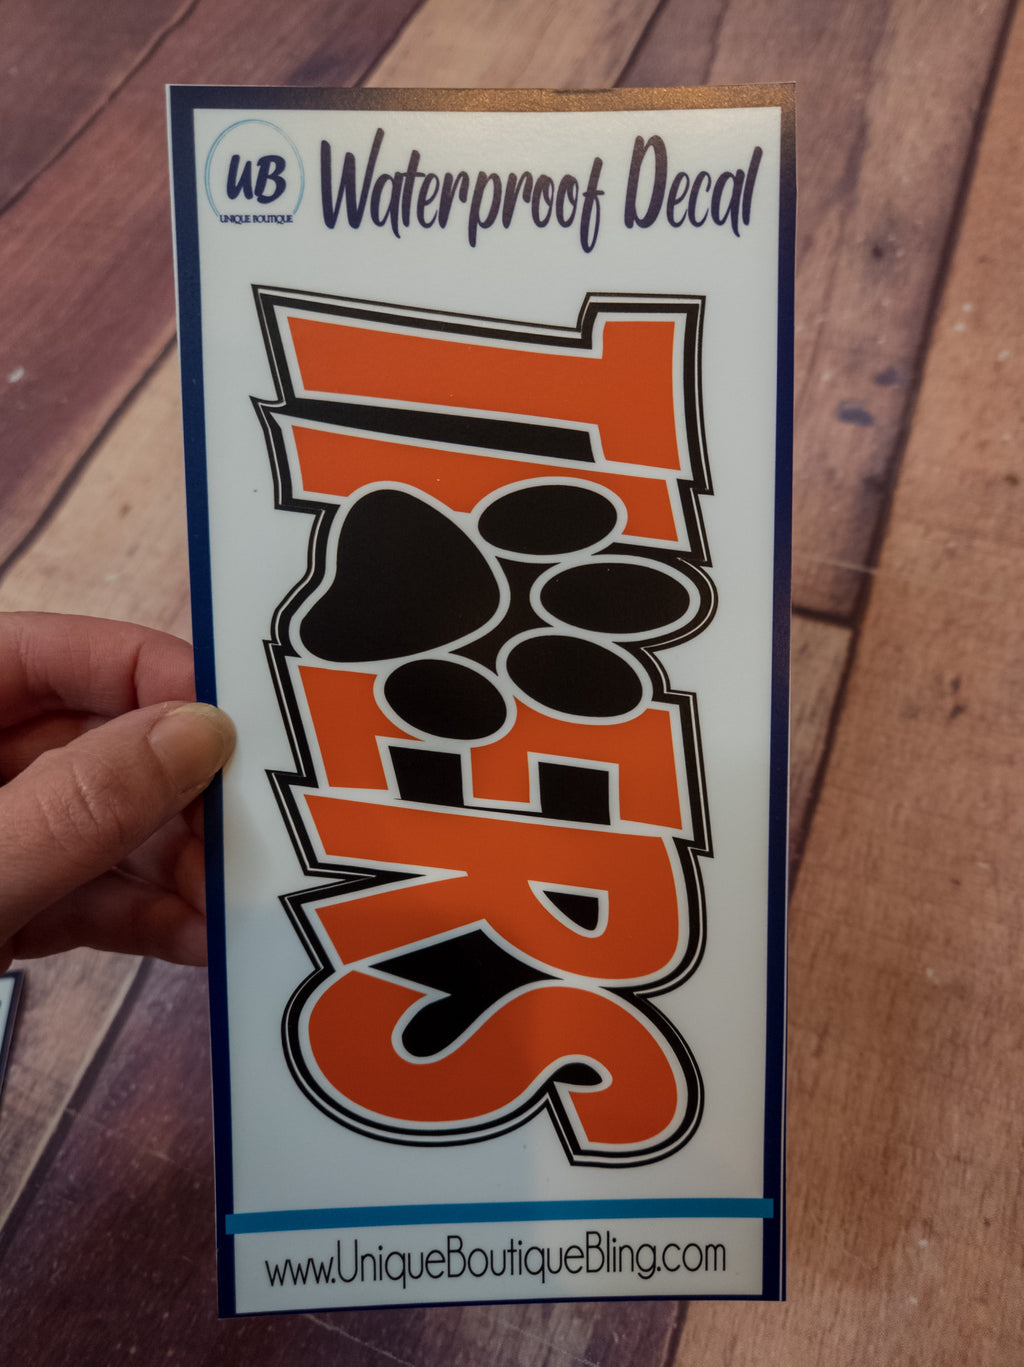 UB
UNIQUE BOUTIQUE
Waterproof Decal
TIGERS
www.UniqueBoutiqueBling.com